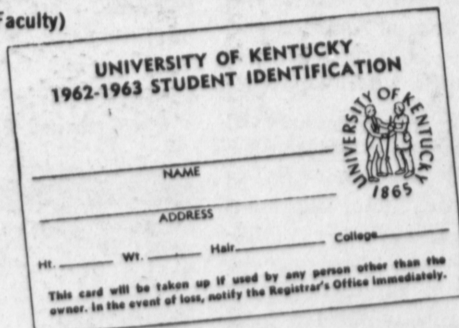 Faculty)
UNIVERSITY OF KENTUCKY
1962-1963 STUDENT IDENTIFICATION
UNIVERSITY OF KENTUCKY
1865
NAME
ADDRESS
Ht. Wt. Hair College
This card will be taken up if used by any person other than the
owner. In the event of loss, notify the Registrar's Office immediately.